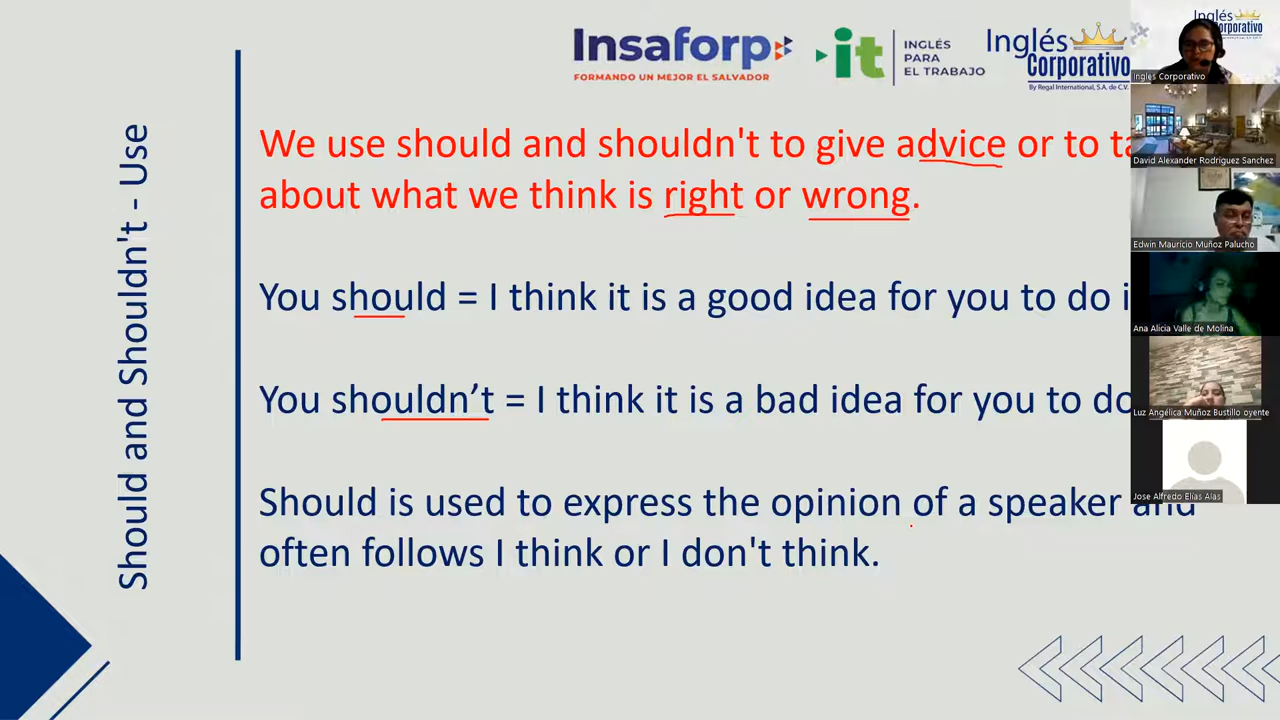 Insaforp
FORMANDO UN MEJOR EL SALVADOR
it
INGLÉS
PARA
EL TRABAJO
Inglés
Corporativo
By Regal International, S.A. de C.V.
Inglés
Corporativo
Ingles Corporativo
David Alexander Rodriguez Sanchez
Edwin Mauricio Muñoz Palucho
Ana Alicia Valle de Molina
Luz Angélica Muñoz Bustillo oyente
Jose Alfredo Elias Alas
Should and Shouldn't - Use
We use should and shouldn't to give advice or to ta
about what we think is right or wrong.
You should = I think it is a good idea for you to do i
You shouldn’t = I think it is a bad idea for you to do
Should is used to express the opinion of a speaker and
often follows I think or I don't think.